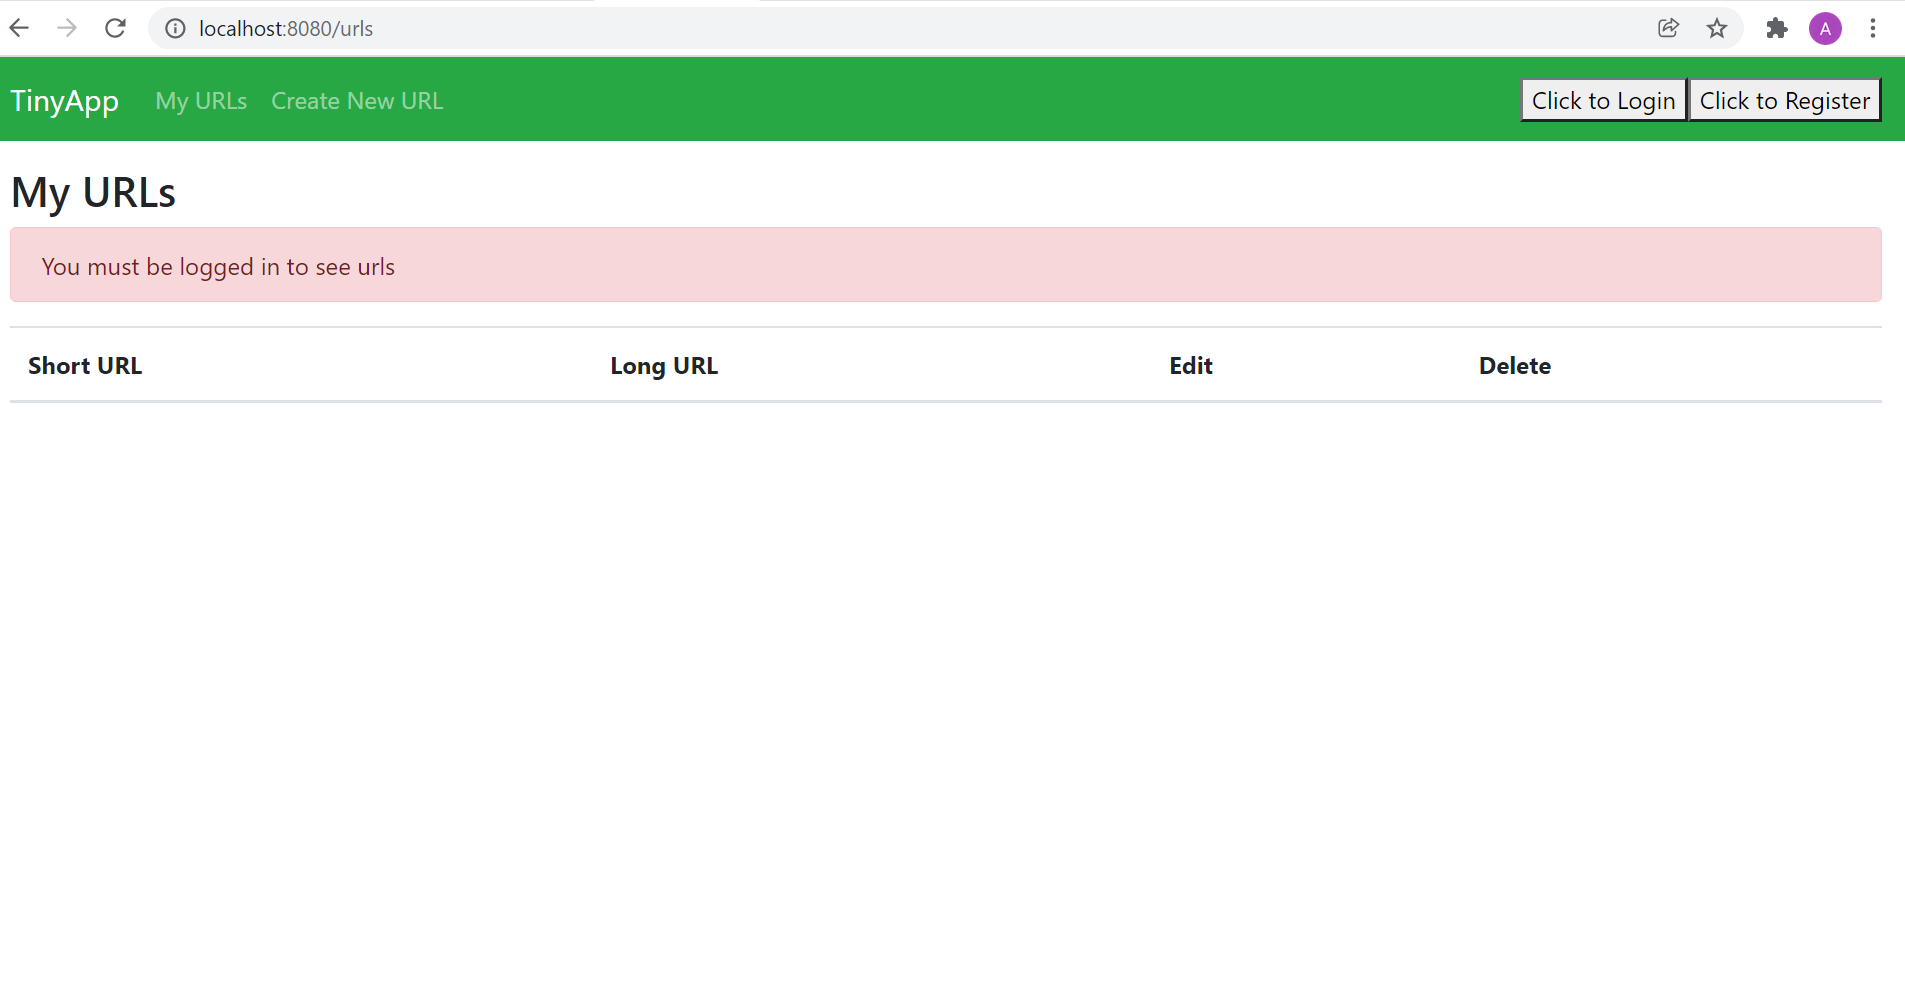 localhost:8080/urls
A
TinyApp My URLs Create New URL Click to Login Click to Register
My URLs
You must be logged in to see urls
Short URL Long URL Edit Delete